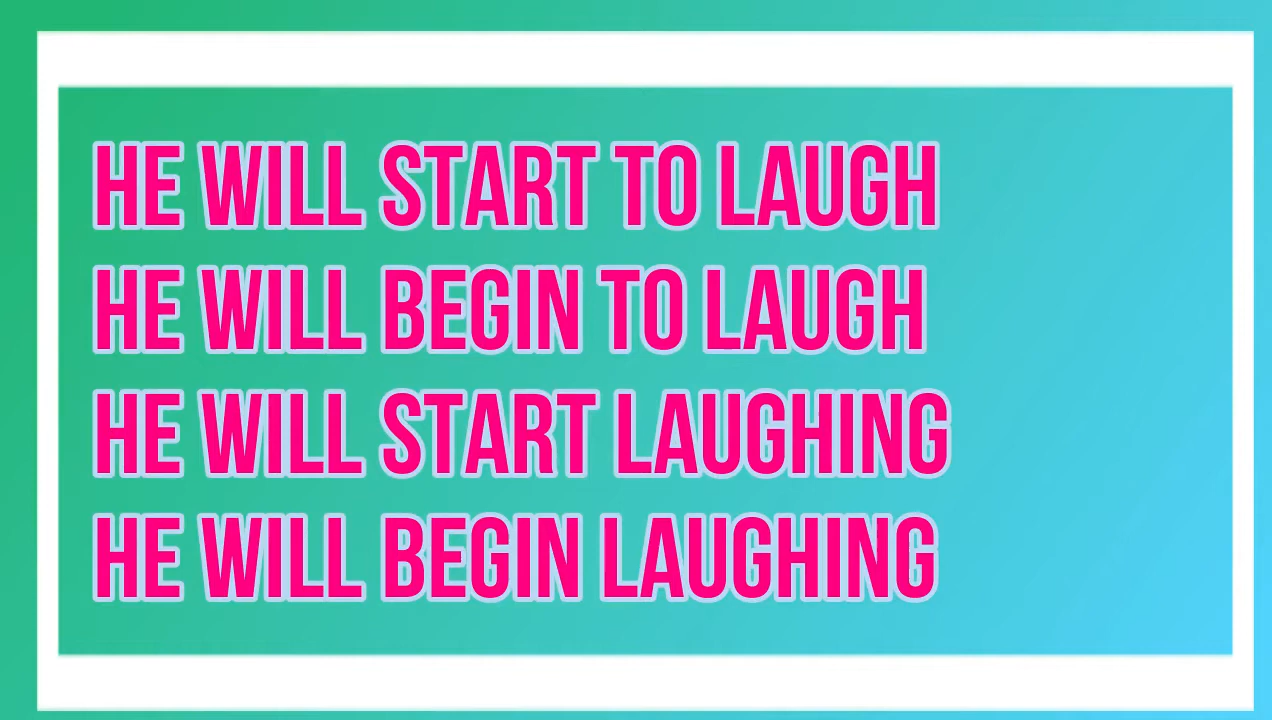 HE WILL START TO LAUGH
HE WILL BEGIN TO LAUGH
HE WILL START LAUGHING
HE WILL BEGIN LAUGHING